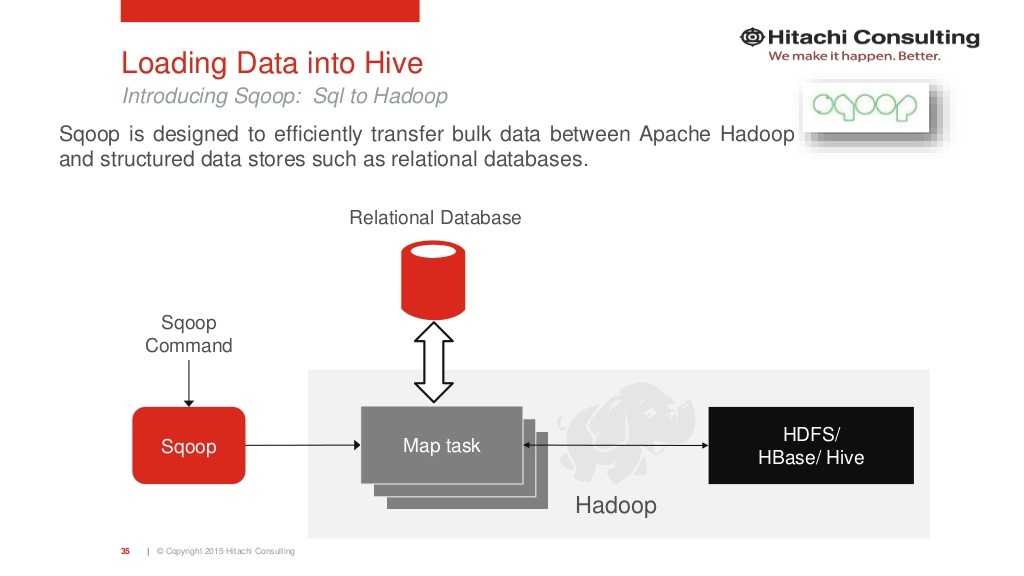 Hitachi Consulting
We make it happen. Better.
Loading Data into Hive
Introducing Sqoop:  Sql to Hadoop
sqoop
Sqoop is designed to efficiently transfer bulk data between Apache Hadoop
and structured data stores such as relational databases.
Relational Database
Sqoop
Command
Sqoop
Map task
HDFS/
HBase/ Hive
Hadoop
35 | © Copyright 2015 Hitachi Consulting